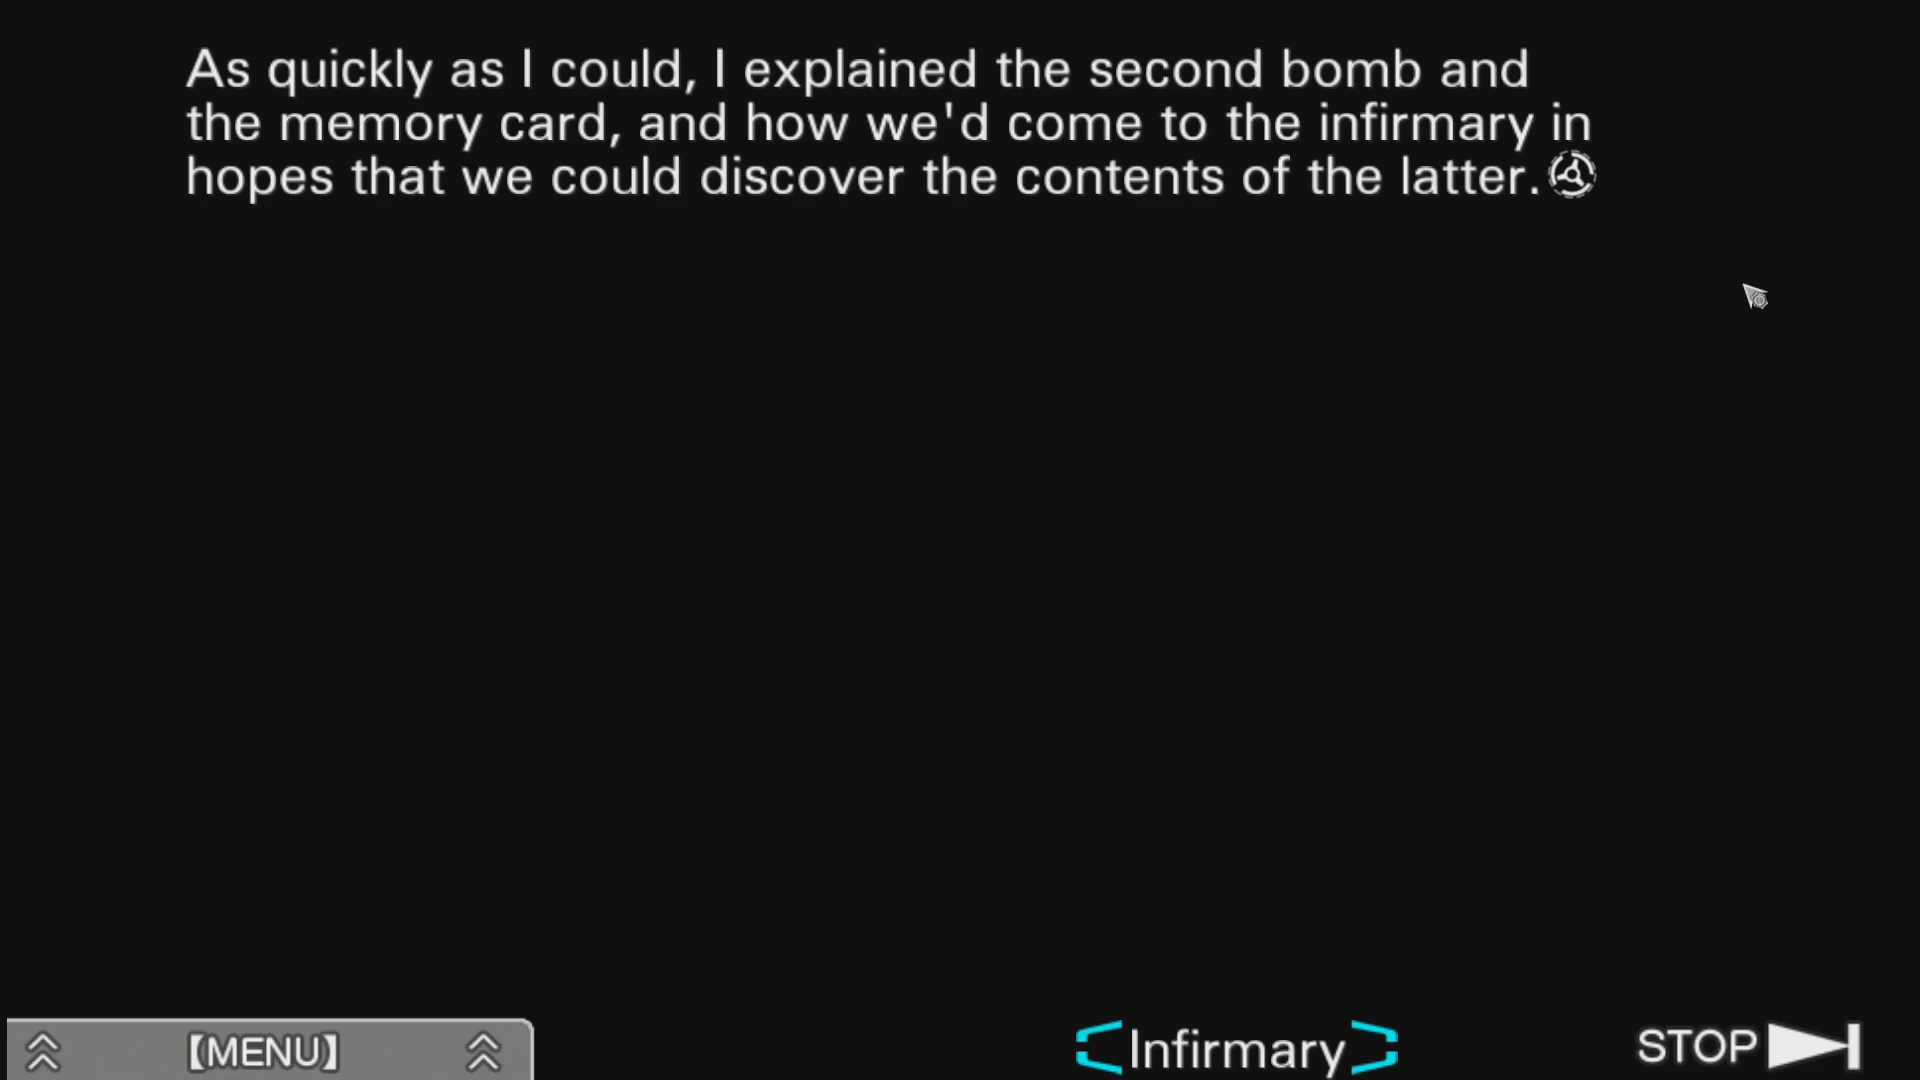 As quickly as I could, I explained the second bomb and
the memory card, and how we'd come to the infirmary in
hopes that we could discover the contents of the latter.
【MENU】
Infirmary
STOP